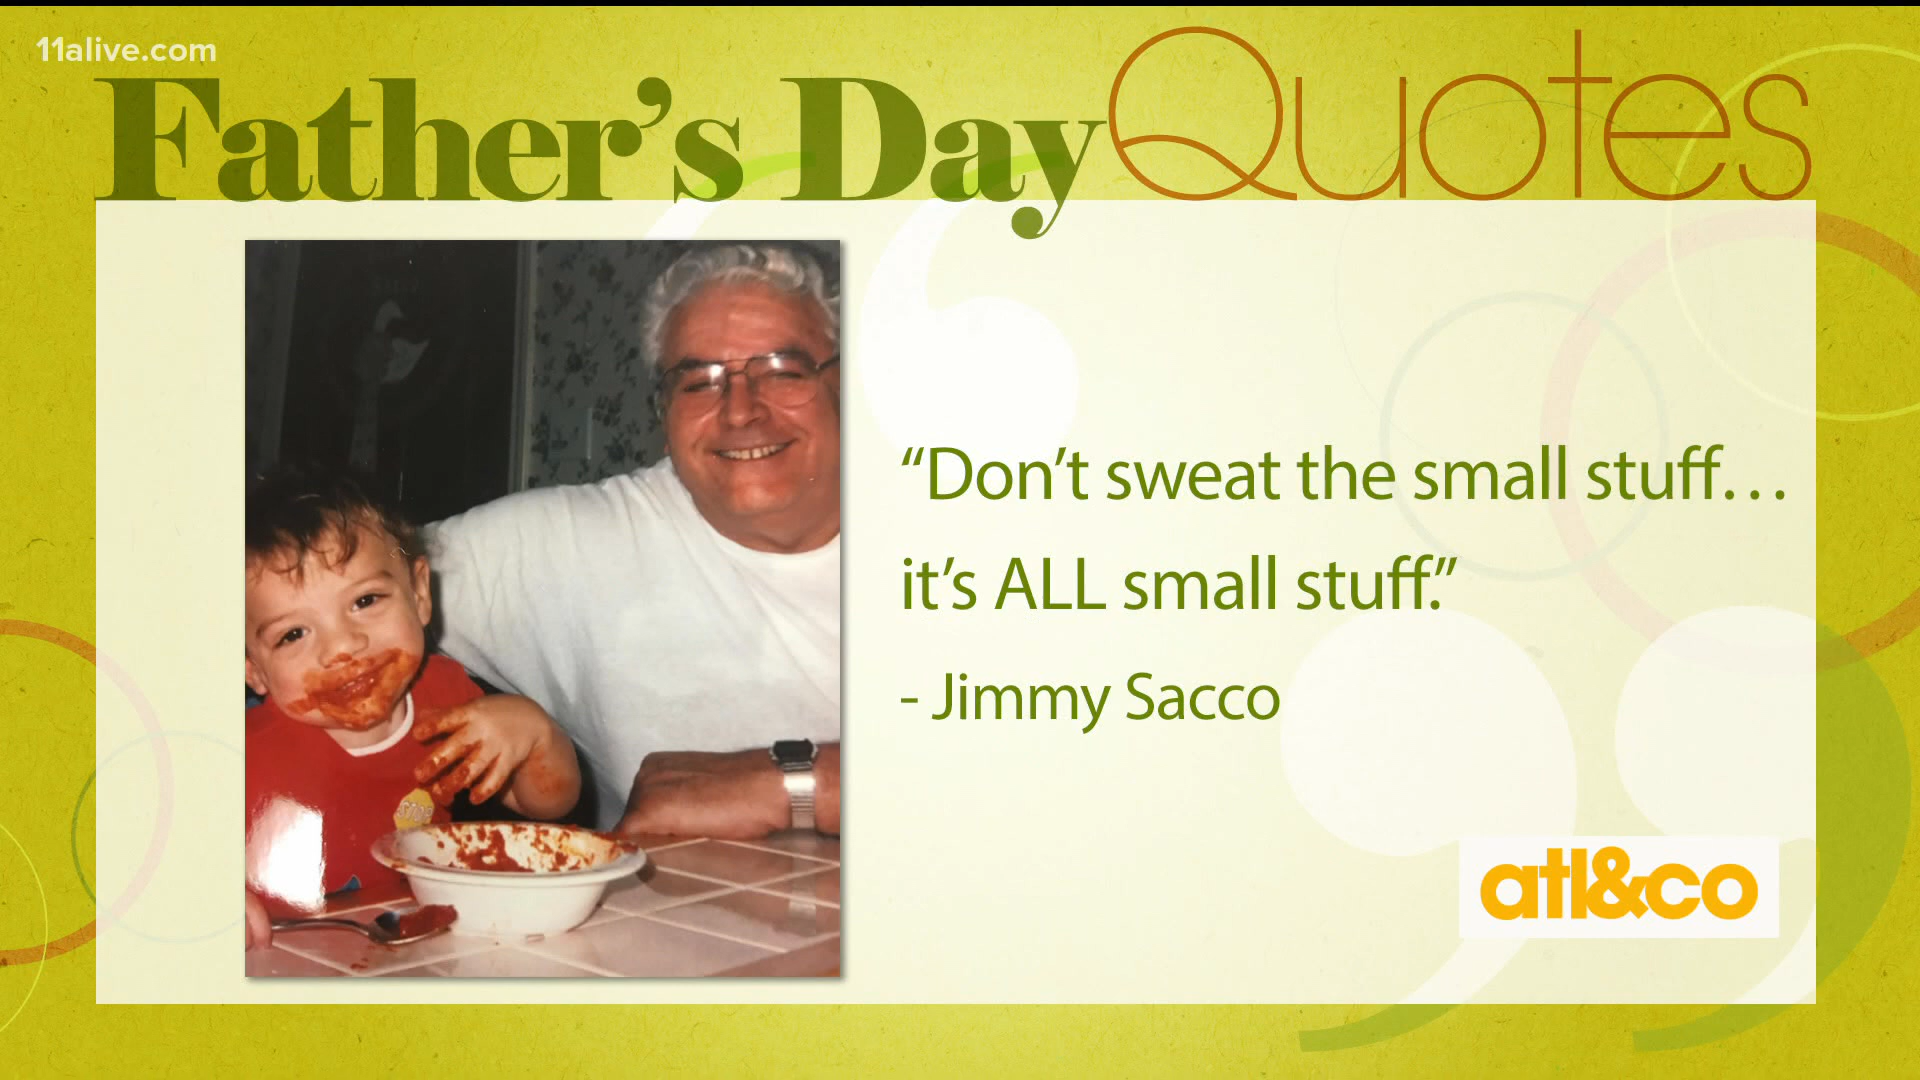 11alive.com
Father's Day Quotes
“Don’t sweat the small stuff…
it’s ALL small stuff.”
- Jimmy Sacco
atl&co